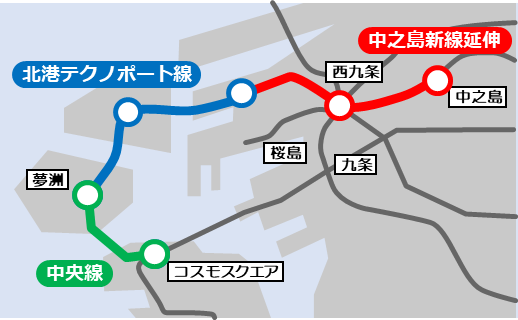 中之島新線延伸
北港テクノポート線
西九条
中之島
桜島
九条
夢洲
中央線
コスモスクエア